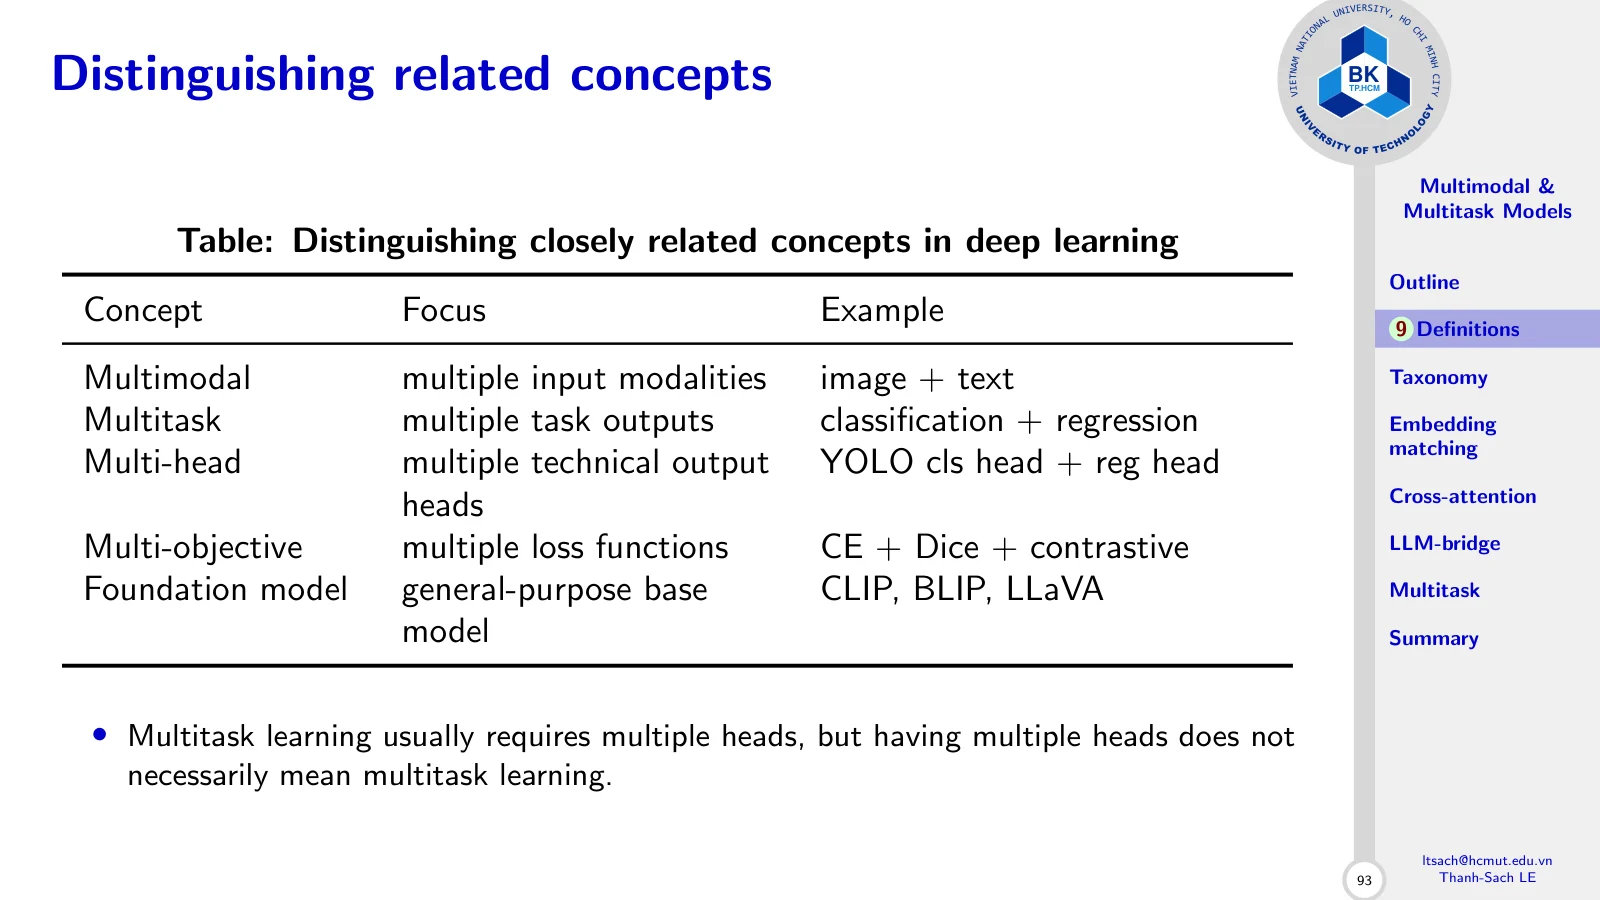 Distinguishing related concepts
VIETNAM NATIONAL UNIVERSITY, HO CHI MINH CITY
BK
TP.HCM
UNIVERSITY OF TECHNOLOGY
Table: Distinguishing closely related concepts in deep learning
Concept Focus Example
Multimodal multiple input modalities image + text
Multitask multiple task outputs classification + regression
Multi-head multiple technical output YOLO cls head + reg head
heads
Multi-objective multiple loss functions CE + Dice + contrastive
Foundation model general-purpose base CLIP, BLIP, LLaVA
model
• Multitask learning usually requires multiple heads, but having multiple heads does not
necessarily mean multitask learning.
Multimodal &
Multitask Models
Outline
9 Definitions
Taxonomy
Embedding
matching
Cross-attention
LLM-bridge
Multitask
Summary
ltsach@hcmut.edu.vn
Thanh-Sach LE
93